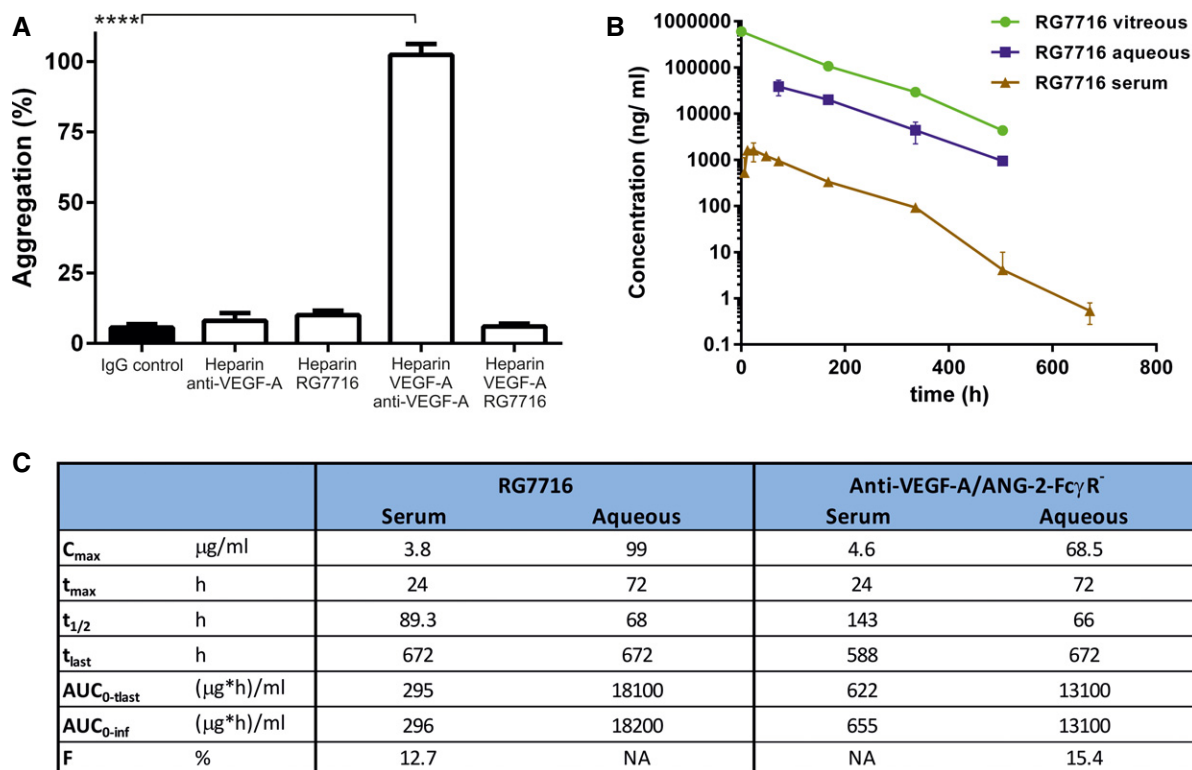 A
****
Aggregation (%)
100
75
50
25
0
IgG control
Heparin
anti-VEGF-A
Heparin
RG7716
Heparin
VEGF-A
anti-VEGF-A
Heparin
VEGF-A
RG7716
B
RG7716 vitreous
RG7716 aqueous
RG7716 serum
Concentration (ng/ ml)
1000000
100000
10000
1000
100
10
1
0.1
0 200 400 600 800
time (h)
C
RG7716 Anti-VEGF-A/ANG-2-FcγR⁻
Serum Aqueous Serum Aqueous
Cmax μg/ml 3.8 99 4.6 68.5
tmax h 24 72 24 72
t1/2 h 89.3 68 143 66
tlast h 672 672 588 672
AUC0-tlast (μg*h)/ml 295 18100 622 13100
AUC0-inf (μg*h)/ml 296 18200 655 13100
F % 12.7 NA NA 15.4